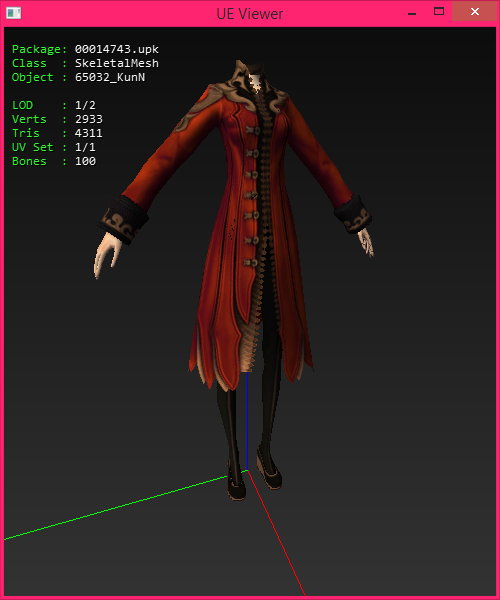 UE Viewer
Package: 00014743.upk
Class : SkeletalMesh
Object : 65032_KunN
LOD : 1/2
Verts : 2933
Tris : 4311
UV Set : 1/1
Bones : 100